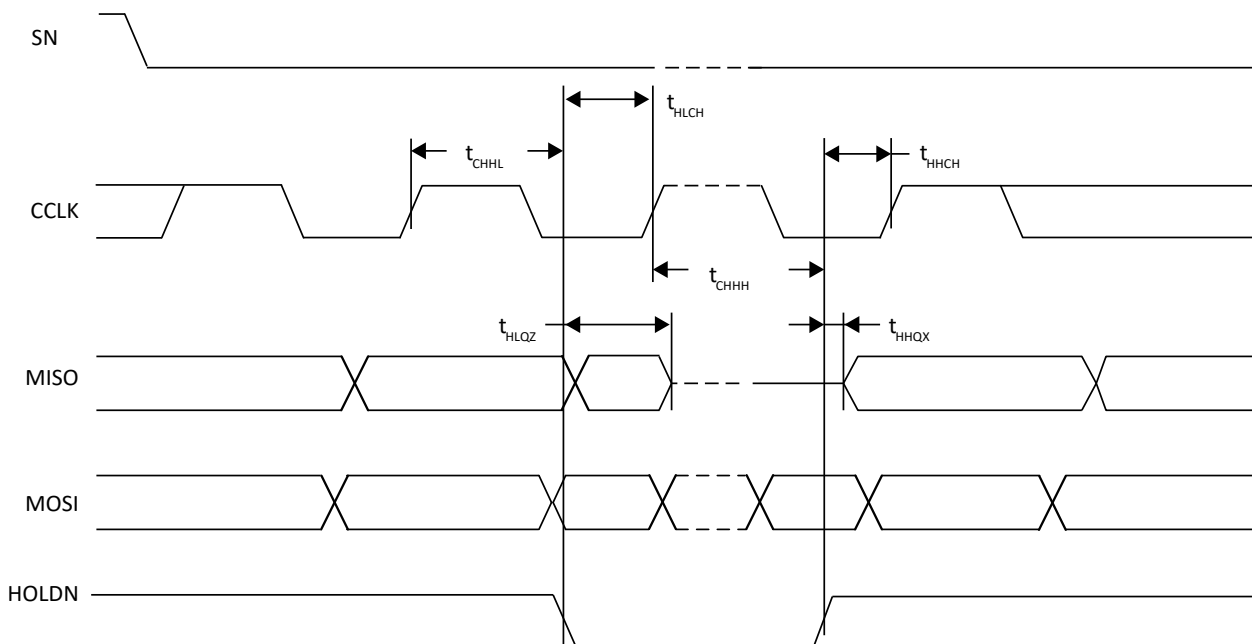 SN
tHLCH
tCHHL
tHHCH
CCLK
tCHHH
tHLQZ
tHHQX
MISO
MOSI
HOLDN